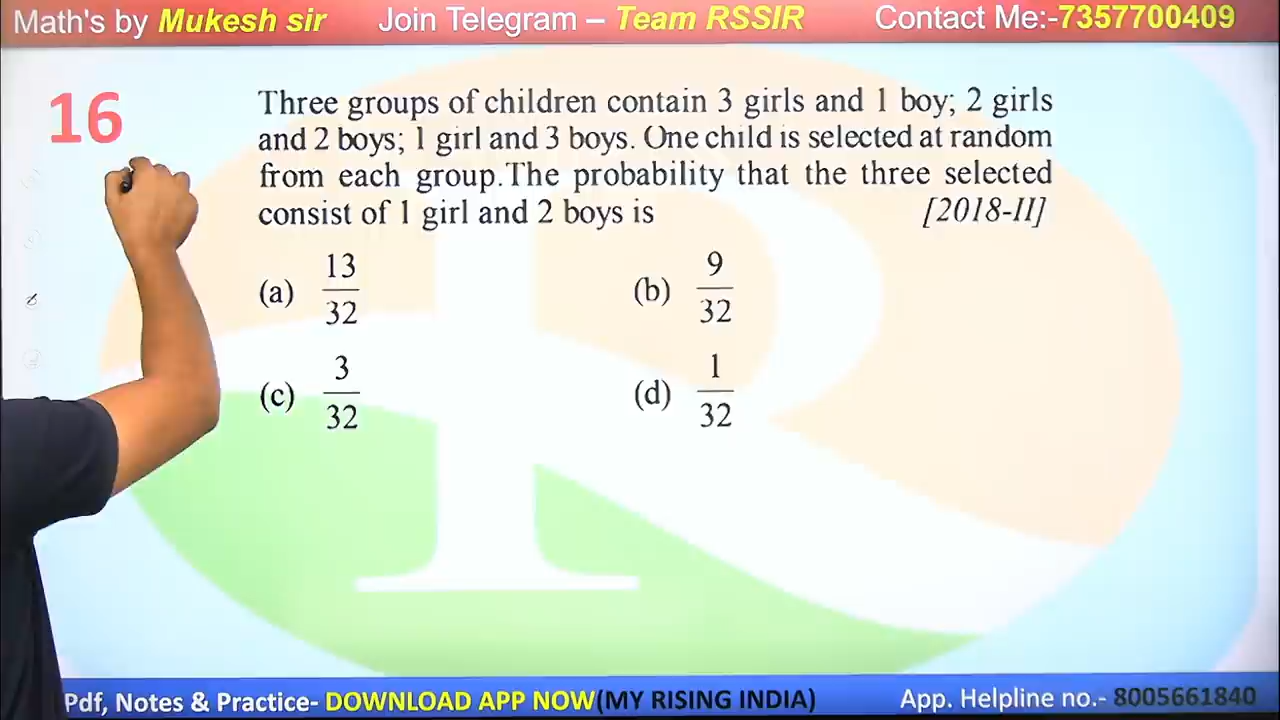 Math's by Mukesh sir Join Telegram – Team RSSIR Contact Me:-7357700409
16
Three groups of children contain 3 girls and 1 boy; 2 girls
and 2 boys; 1 girl and 3 boys. One child is selected at random
from each group.The probability that the three selected
consist of 1 girl and 2 boys is [2018-II]
(a) 13/32 (b) 9/32
(c) 3/32 (d) 1/32
Pdf, Notes & Practice- DOWNLOAD APP NOW(MY RISING INDIA) App. Helpline no.- 8005661840